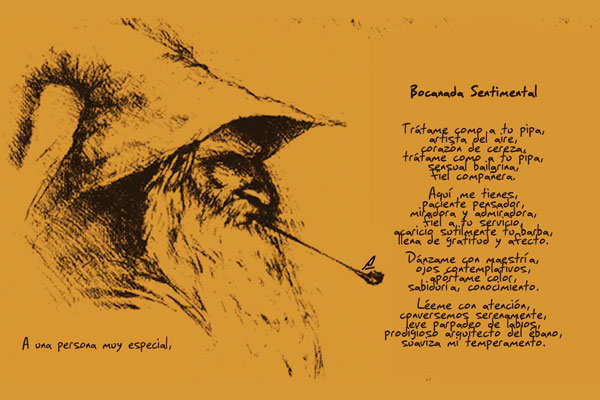 Bocanada Sentimental
Trátame como a tu pipa,
artista del aire,
corazón de cereza,
trátame como a tu pipa,
sensual bailarina,
fiel compañera.
Aquí me tienes,
paciente pensador,
miradora y admiradora,
fiel a tu servicio,
acaricio sutilmente tu barba,
llena de gratitud y afecto.
Dánzame con maestría,
ojos contemplativos,
apórtame color,
sabiduría, conocimiento.
Léeme con atención,
conversemos serenamente,
leve parpadeo de labios,
prodigioso arquitecto del ébano,
suaviza mi temperamento.
A una persona muy especial,